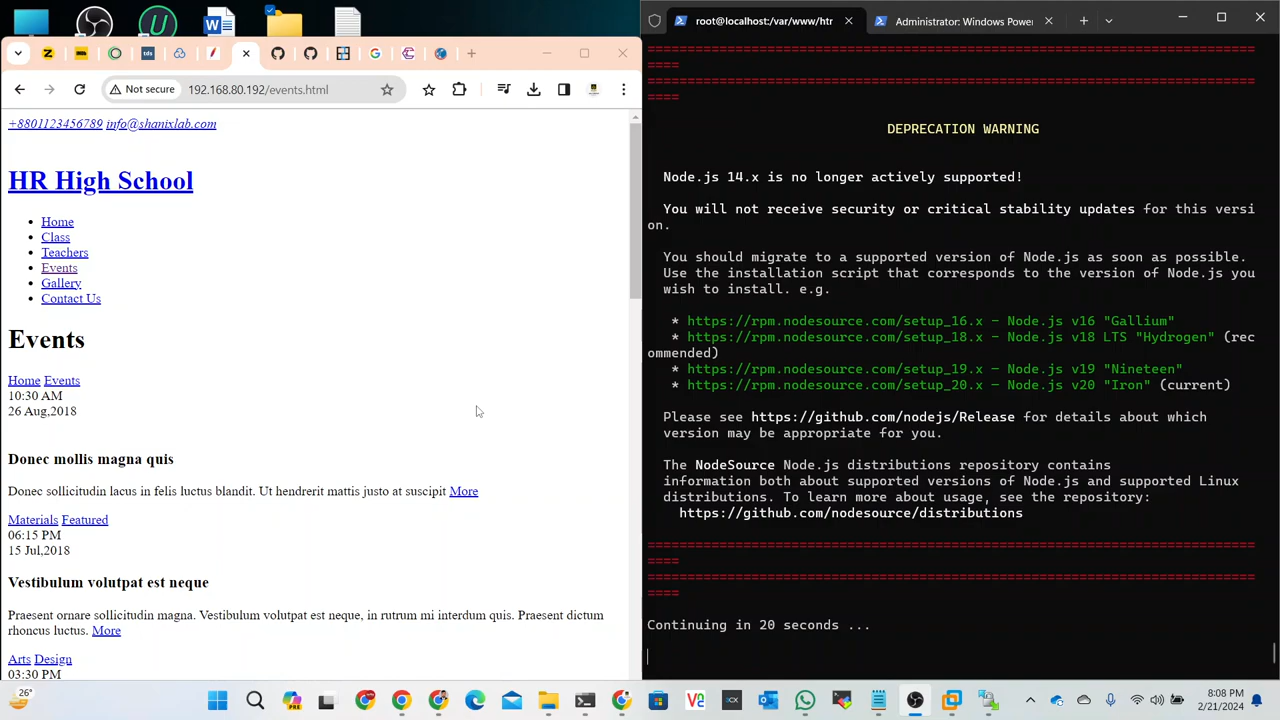 Not secure 192.168.80.192/events.html
+8801123456789 info@shanixlab.com
HR High School
Home
Class
Teachers
Events
Gallery
Contact Us
Events
Home Events
10:30 AM
26 Aug,2018
Donec mollis magna quis
Donec sollicitudin lacus in felis luctus blandit. Ut hendrerit mattis justo at suscipit More
Materials Featured
06:15 PM
15 Jul,2018
Vestibulum volutpat est neque
Praesent ornare sollicitudin magna. Vestibulum volutpat est neque, in rutrum mi interdum quis. Praesent dictum
rhoncus luctus. More
Arts Design
03:30 PM
root@localhost:/var/www/htr
Administrator: Windows Power
================================================================================
====
================================================================================
====
DEPRECATION WARNING
Node.js 14.x is no longer actively supported!
You will not receive security or critical stability updates for this versi
on.
You should migrate to a supported version of Node.js as soon as possible.
Use the installation script that corresponds to the version of Node.js you
wish to install. e.g.
* https://rpm.nodesource.com/setup_16.x — Node.js v16 "Gallium"
* https://rpm.nodesource.com/setup_18.x — Node.js v18 LTS "Hydrogen" (rec
ommended)
* https://rpm.nodesource.com/setup_19.x — Node.js v19 "Nineteen"
* https://rpm.nodesource.com/setup_20.x — Node.js v20 "Iron" (current)
Please see https://github.com/nodejs/Release for details about which
version may be appropriate for you.
The NodeSource Node.js distributions repository contains
information both about supported versions of Node.js and supported Linux
distributions. To learn more about usage, see the repository:
https://github.com/nodesource/distributions
================================================================================
====
================================================================================
====
Continuing in 20 seconds ...
26°
8:08 PM
2/21/2024